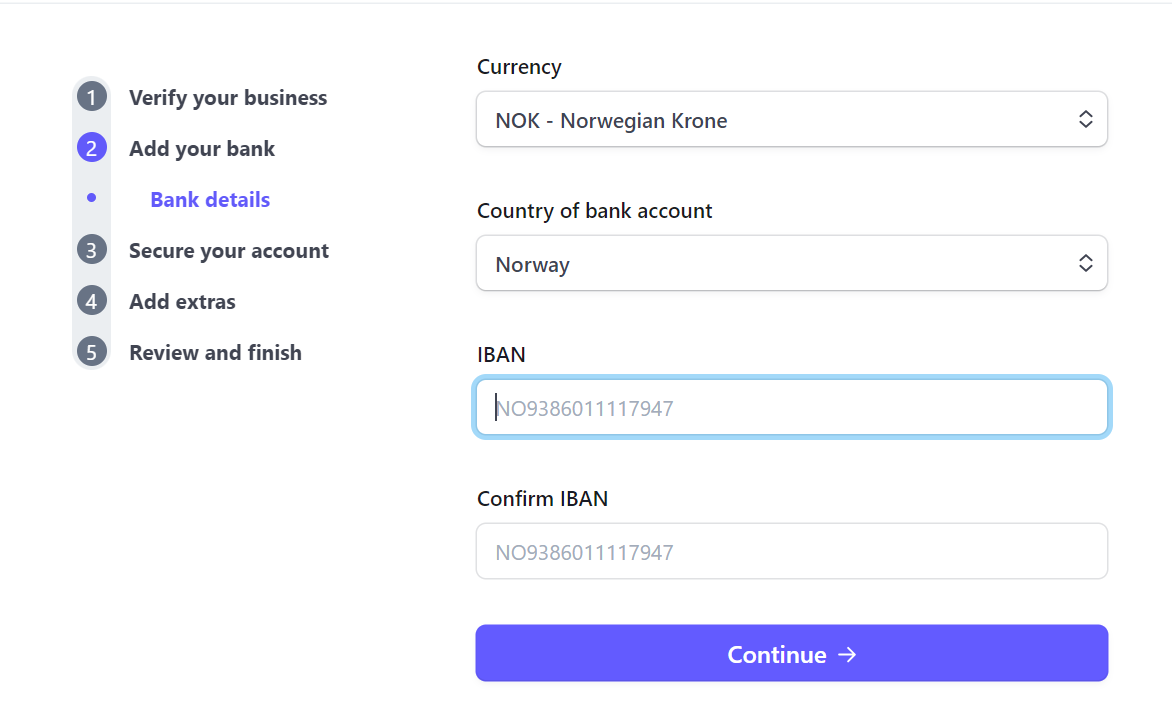 1 Verify your business
2 Add your bank
Bank details
3 Secure your account
4 Add extras
5 Review and finish
Currency
NOK - Norwegian Krone
Country of bank account
Norway
IBAN
NO9386011117947
Confirm IBAN
NO9386011117947
Continue →